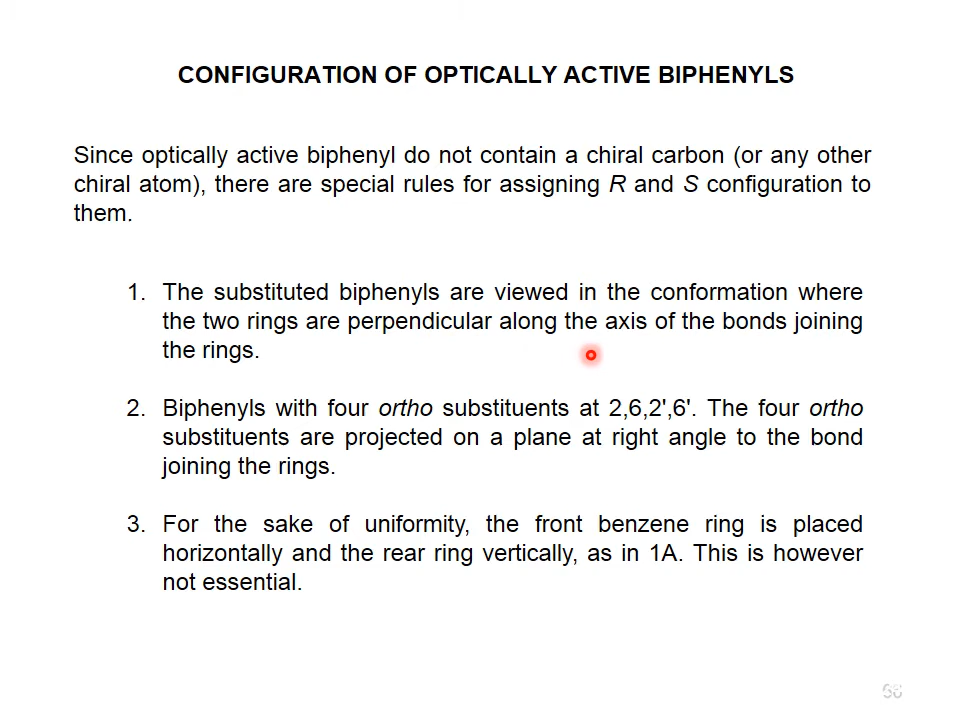 CONFIGURATION OF OPTICALLY ACTIVE BIPHENYLS
Since optically active biphenyl do not contain a chiral carbon (or any other
chiral atom), there are special rules for assigning R and S configuration to
them.
1. The substituted biphenyls are viewed in the conformation where
the two rings are perpendicular along the axis of the bonds joining
the rings.
2. Biphenyls with four ortho substituents at 2,6,2',6'. The four ortho
substituents are projected on a plane at right angle to the bond
joining the rings.
3. For the sake of uniformity, the front benzene ring is placed
horizontally and the rear ring vertically, as in 1A. This is however
not essential.